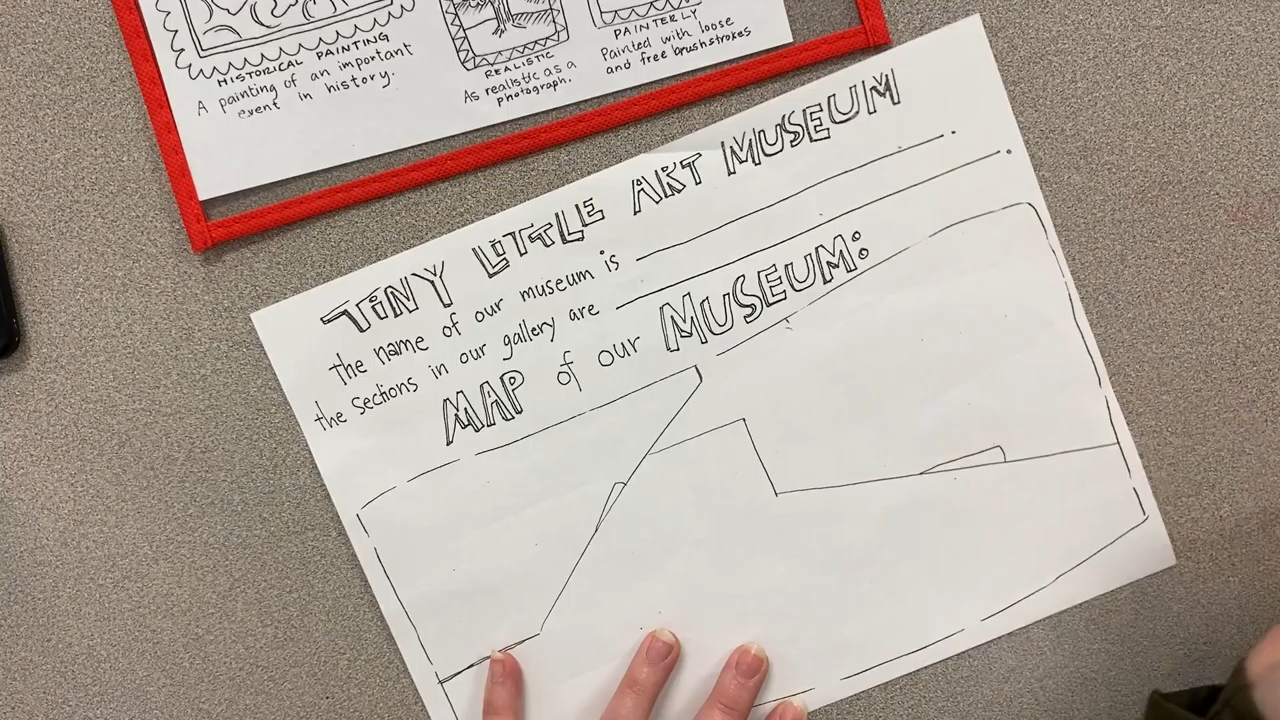 HISTORICAL PAINTING
A painting of an important
event in history.
REALISTIC
As realistic as a
photograph.
PAINTERLY
Painted with loose
and free brushstrokes
TiNY LiTTLE ART MUSEUM
the name of our museum is
the sections in our gallery are
MAP of our MUSEUM: